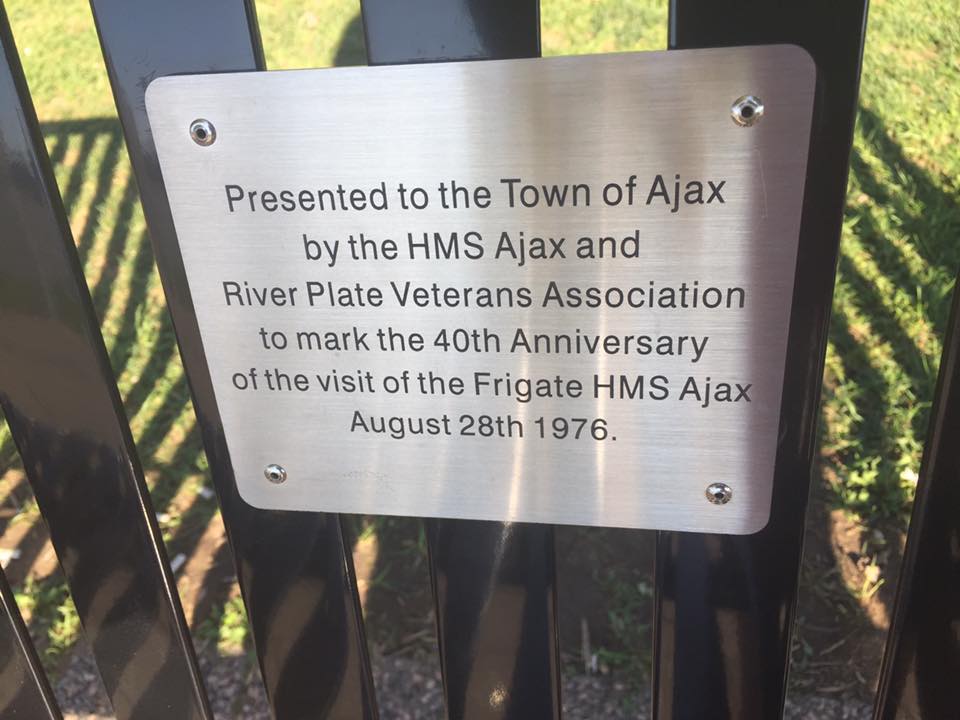 Presented to the Town of Ajax
by the HMS Ajax and
River Plate Veterans Association
to mark the 40th Anniversary
of the visit of the Frigate HMS Ajax
August 28th 1976.